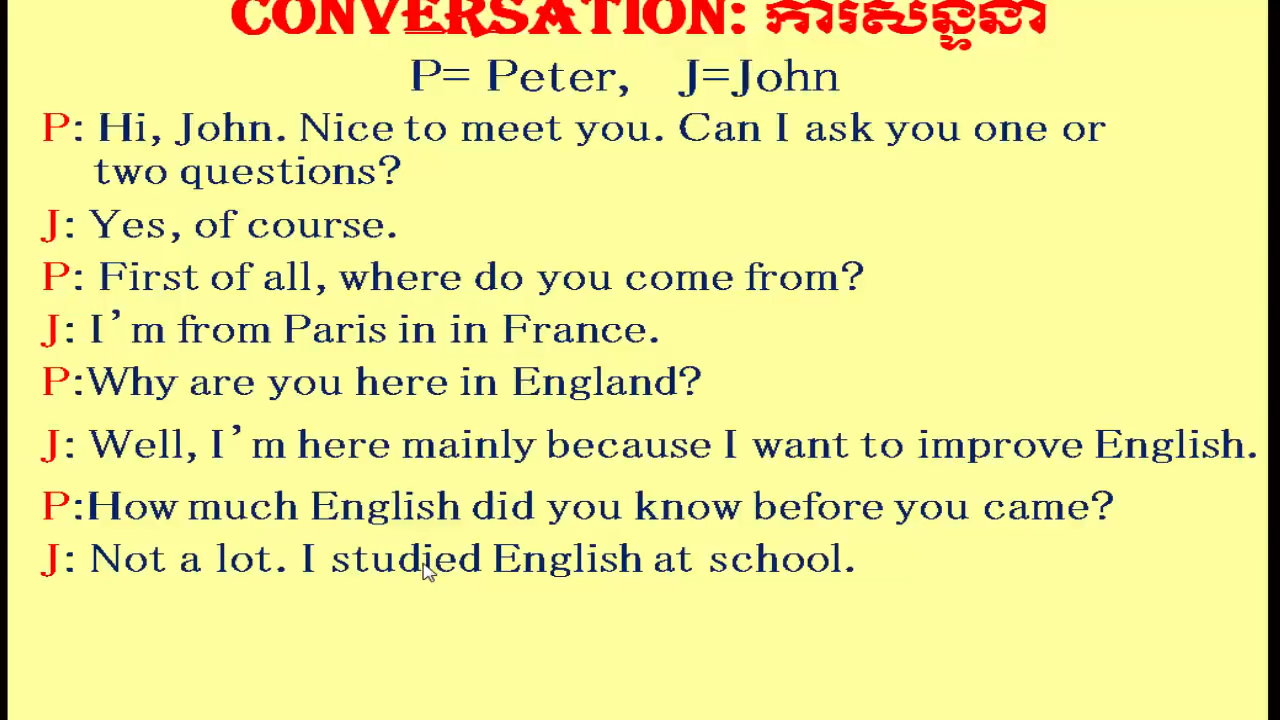 CONVERSATION: ការសន្ទនា
P= Peter, J=John
P: Hi, John. Nice to meet you. Can I ask you one or
two questions?
J: Yes, of course.
P: First of all, where do you come from?
J: I’m from Paris in in France.
P:Why are you here in England?
J: Well, I’m here mainly because I want to improve English.
P:How much English did you know before you came?
J: Not a lot. I studied English at school.